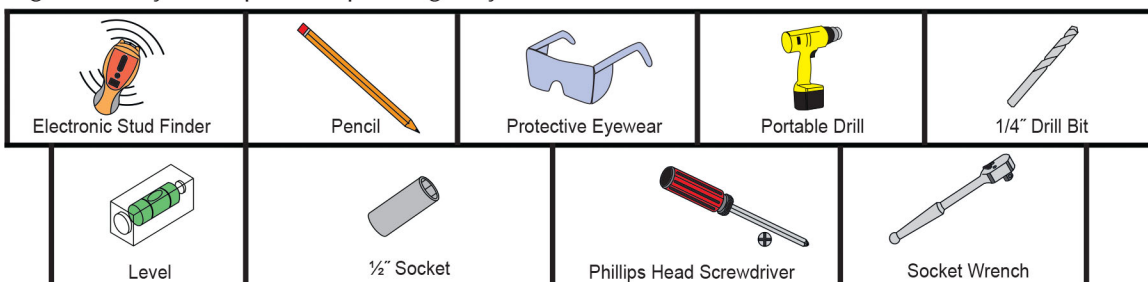 Electronic Stud Finder
Pencil
Protective Eyewear
Portable Drill
1/4″ Drill Bit
Level
½″ Socket
Phillips Head Screwdriver
Socket Wrench